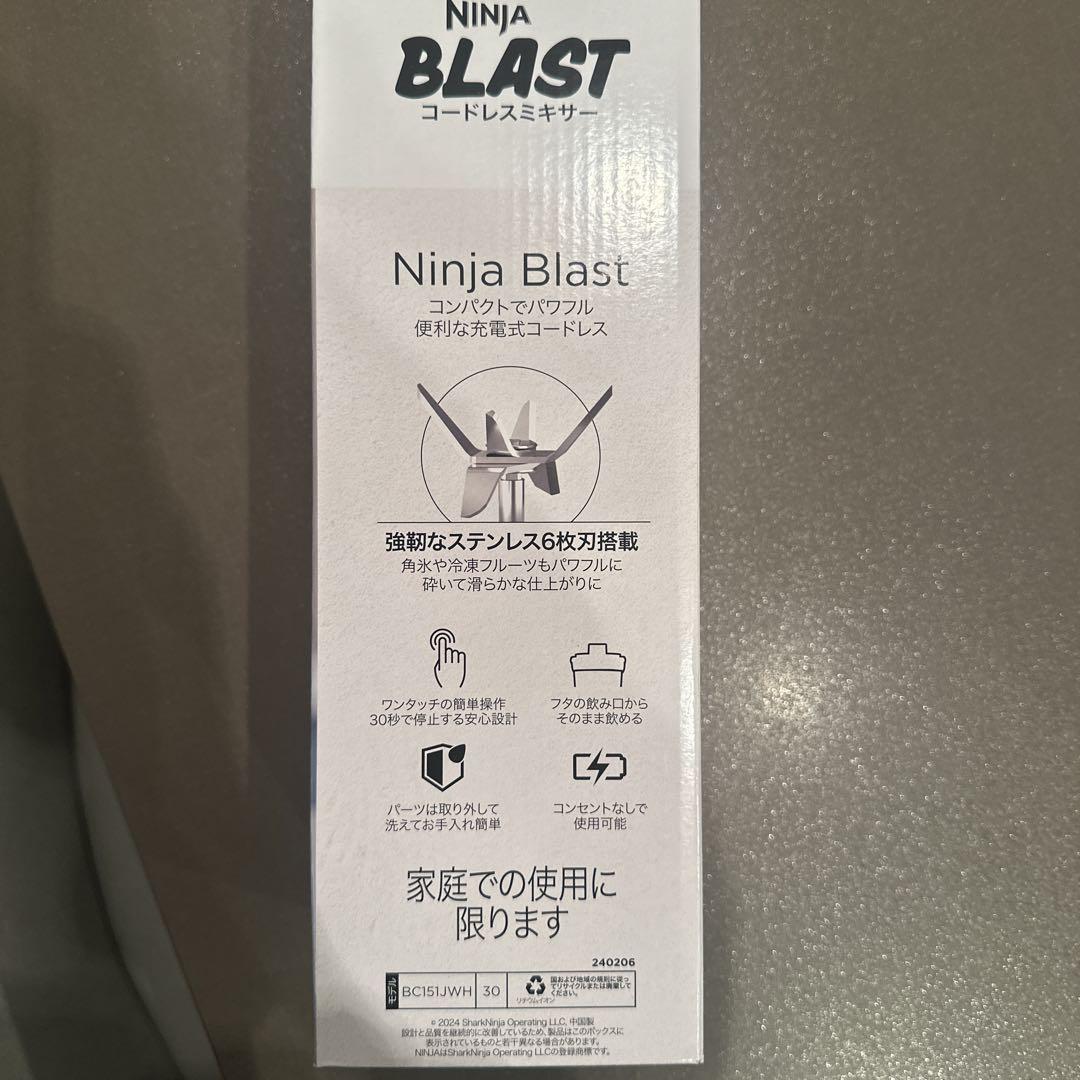 NINJA
BLAST
コードレスミキサー
Ninja Blast
コンパクトでパワフル
便利な充電式コードレス
強靭なステンレス6枚刃搭載
角氷や冷凍フルーツもパワフルに
砕いて滑らかな仕上がりに
ワンタッチの簡単操作
30秒で停止する安心設計
フタの飲み口から
そのまま飲める
パーツは取り外して
洗えてお手入れ簡単
コンセントなしで
使用可能
家庭での使用に
限ります
240206
モデル BC151JWH 30
国および地域の規則に従っ
てリサイクルまたは廃棄して
ください。
リチウムイオン
© 2024 SharkNinja Operating LLC. 中国製
設計と品質を継続的に改善しているため、製品はこのボックスに
表示されているものと若干異なる場合があります。
NINJAはSharkNinja Operating LLCの登録商標です。